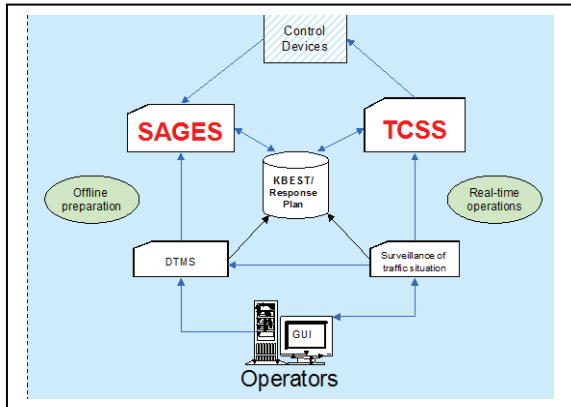 Control
Devices
SAGES
TCSS
KBEST/
Response
Plan
Offline
preparation
Real-time
operations
DTMS
Surveillance of
traffic situation
GUI
Operators